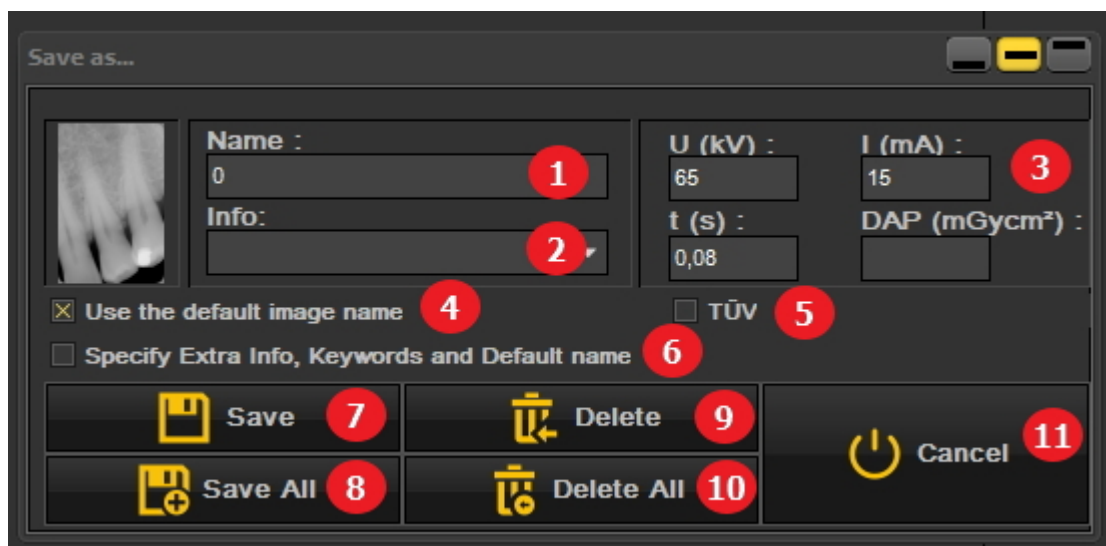 Save as...
Name :
0
1
Info:
2
U (kV) :
I (mA) :
65
15
3
t (s) :
DAP (mGycm²) :
0,08
Use the default image name
4
TŪV
5
Specify Extra Info, Keywords and Default name
6
Save
7
Delete
9
Cancel
11
Save All
8
Delete All
10